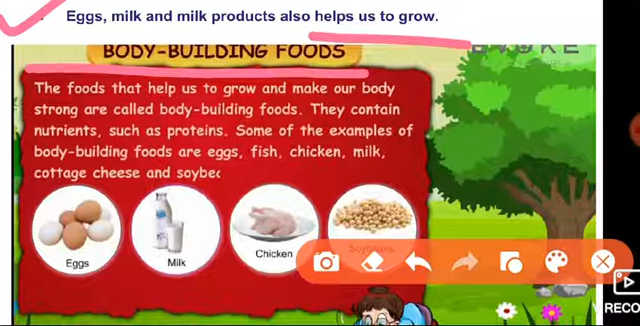 Eggs, milk and milk products also helps us to grow.
BODY-BUILDING FOODS
The foods that help us to grow and make our body
strong are called body-building foods. They contain
nutrients, such as proteins. Some of the examples of
body-building foods are eggs, fish, chicken, milk,
cottage cheese and soybec
Eggs
Milk
Chicken
Soybeans
RECO